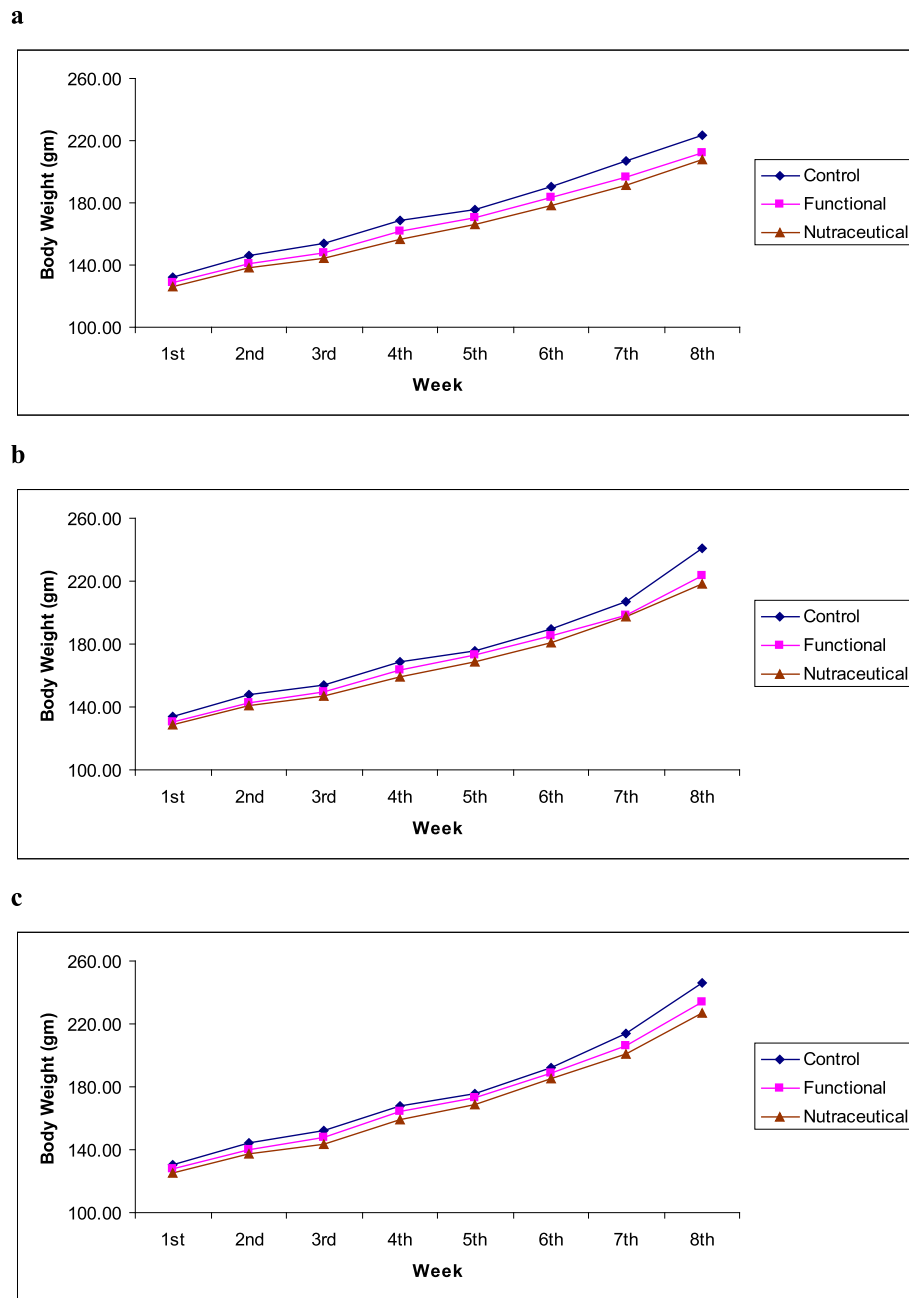 a
260.00
220.00
180.00
140.00
100.00
Body Weight (gm)
1st 2nd 3rd 4th 5th 6th 7th 8th
Week
Control
Functional
Nutraceutical
b
260.00
220.00
180.00
140.00
100.00
Body Weight (gm)
1st 2nd 3rd 4th 5th 6th 7th 8th
Week
Control
Functional
Nutraceutical
c
260.00
220.00
180.00
140.00
100.00
Body Weight (gm)
1st 2nd 3rd 4th 5th 6th 7th 8th
Week
Control
Functional
Nutraceutical